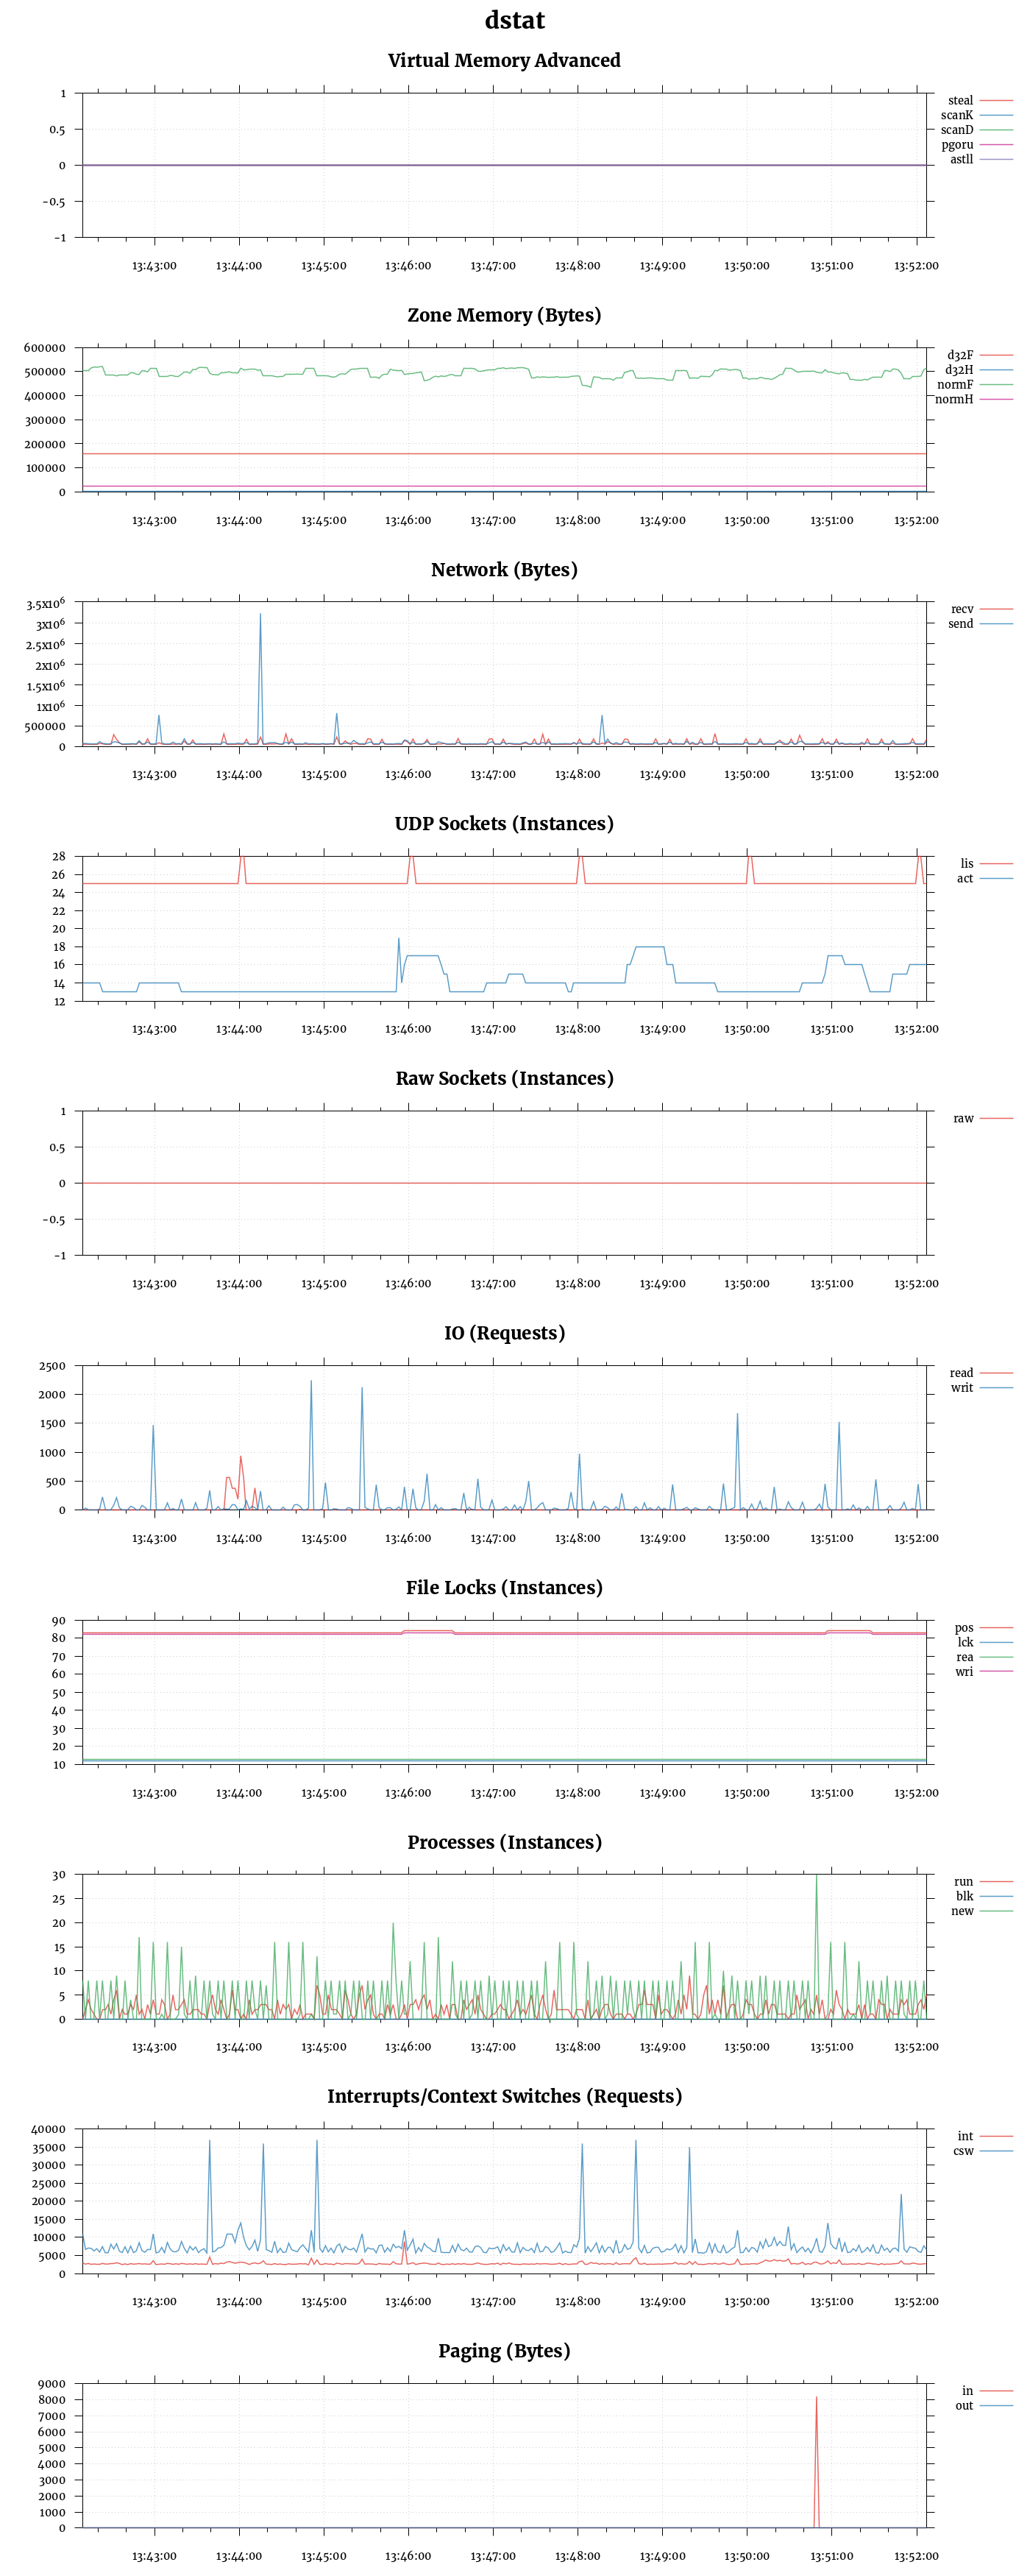 dstat
Virtual Memory Advanced
1
0.5
0
-0.5
-1
13:43:00 13:44:00 13:45:00 13:46:00 13:47:00 13:48:00 13:49:00 13:50:00 13:51:00 13:52:00
steal
scanK
scanD
pgoru
astll
Zone Memory (Bytes)
600000
500000
400000
300000
200000
100000
0
13:43:00 13:44:00 13:45:00 13:46:00 13:47:00 13:48:00 13:49:00 13:50:00 13:51:00 13:52:00
d32F
d32H
normF
normH
Network (Bytes)
3.5x10⁶
3x10⁶
2.5x10⁶
2x10⁶
1.5x10⁶
1x10⁶
500000
0
13:43:00 13:44:00 13:45:00 13:46:00 13:47:00 13:48:00 13:49:00 13:50:00 13:51:00 13:52:00
recv
send
UDP Sockets (Instances)
28
26
24
22
20
18
16
14
12
13:43:00 13:44:00 13:45:00 13:46:00 13:47:00 13:48:00 13:49:00 13:50:00 13:51:00 13:52:00
lis
act
Raw Sockets (Instances)
1
0.5
0
-0.5
-1
13:43:00 13:44:00 13:45:00 13:46:00 13:47:00 13:48:00 13:49:00 13:50:00 13:51:00 13:52:00
raw
IO (Requests)
2500
2000
1500
1000
500
0
13:43:00 13:44:00 13:45:00 13:46:00 13:47:00 13:48:00 13:49:00 13:50:00 13:51:00 13:52:00
read
writ
File Locks (Instances)
90
80
70
60
50
40
30
20
10
13:43:00 13:44:00 13:45:00 13:46:00 13:47:00 13:48:00 13:49:00 13:50:00 13:51:00 13:52:00
pos
lck
rea
wri
Processes (Instances)
30
25
20
15
10
5
0
13:43:00 13:44:00 13:45:00 13:46:00 13:47:00 13:48:00 13:49:00 13:50:00 13:51:00 13:52:00
run
blk
new
Interrupts/Context Switches (Requests)
40000
35000
30000
25000
20000
15000
10000
5000
0
13:43:00 13:44:00 13:45:00 13:46:00 13:47:00 13:48:00 13:49:00 13:50:00 13:51:00 13:52:00
int
csw
Paging (Bytes)
9000
8000
7000
6000
5000
4000
3000
2000
1000
0
13:43:00 13:44:00 13:45:00 13:46:00 13:47:00 13:48:00 13:49:00 13:50:00 13:51:00 13:52:00
in
out